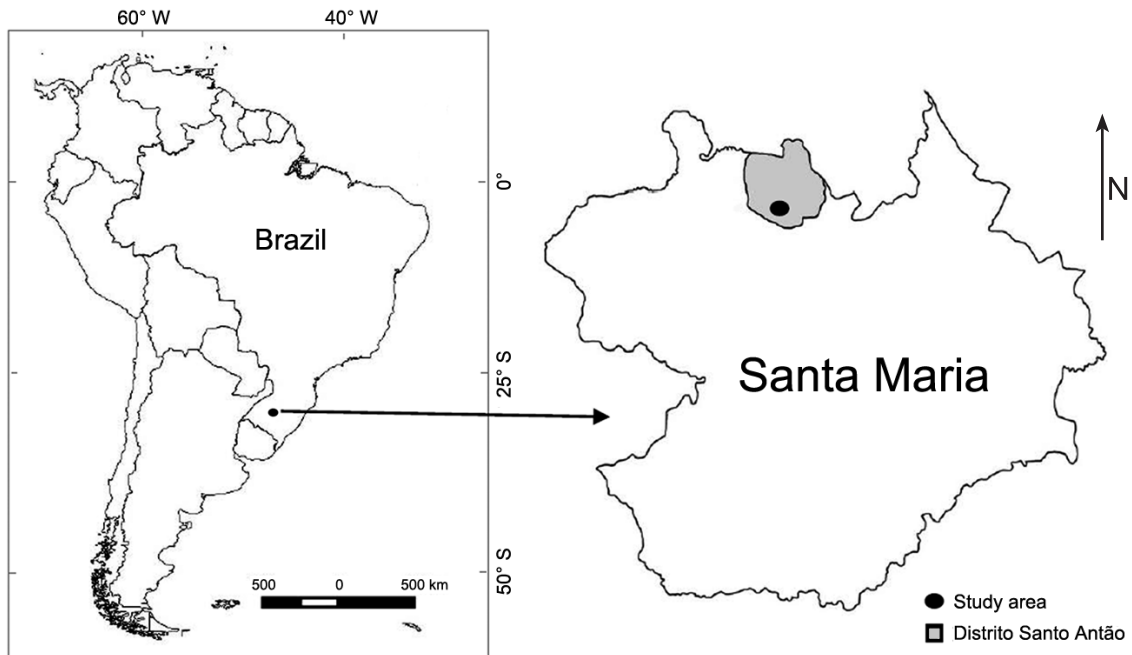 60° W 40° W
0°
25° S
50° S
Brazil
500 0 500 km
N
Santa Maria
Study area
Distrito Santo Antão